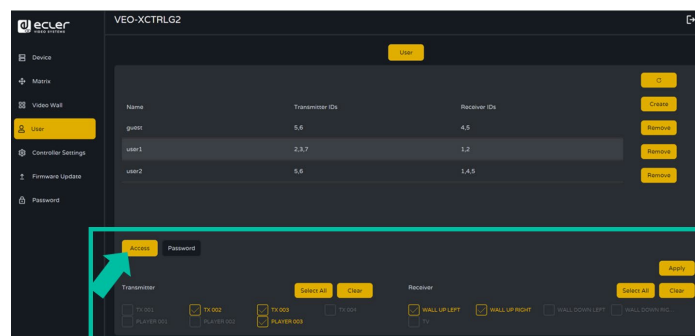 ecler
VIDEO SYSTEMS
VEO-XCTRLG2
Device
Matrix
Video Wall
User
Controller Settings
Firmware Update
Password
User
Name Transmitter IDs Receiver IDs
Create
guest 5,6 4,5 Remove
user1 2,3,7 1,2 Remove
user2 5,6 1,4,5 Remove
Access Password
Apply
Transmitter Select All Clear Receiver Select All Clear
TX 001 TX 002 TX 003 TX 004 WALL UP LEFT WALL UP RIGHT WALL DOWN LEFT WALL DOWN RIG...
PLAYER 001 PLAYER 002 PLAYER 003 TV